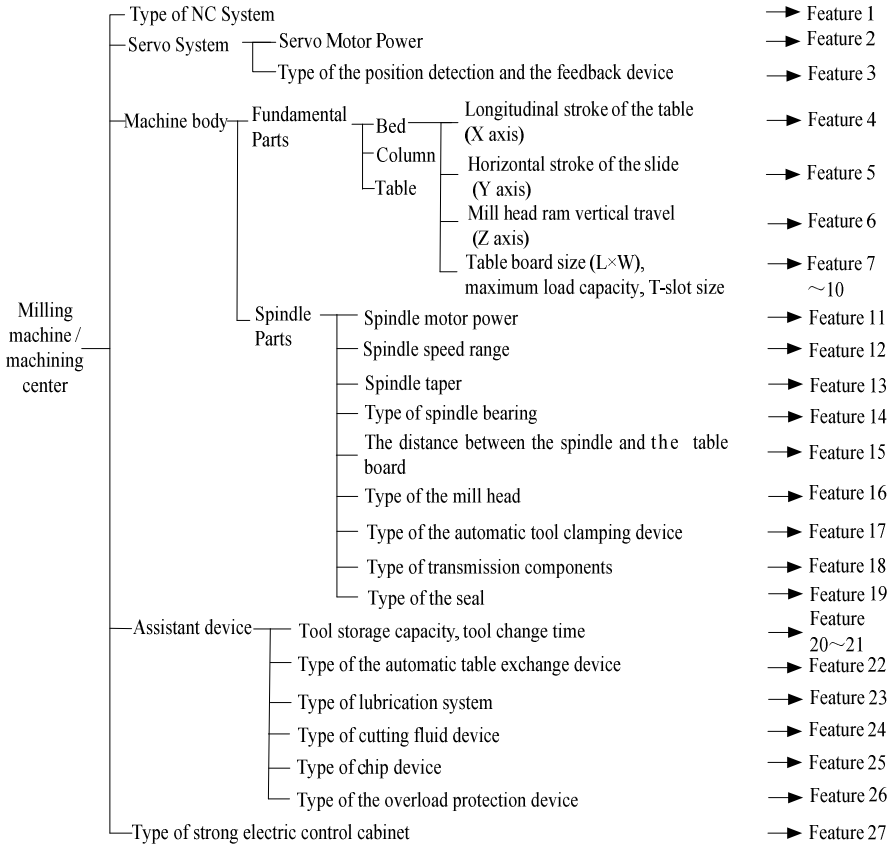 Type of NC System
Feature 1
Servo System
Servo Motor Power
Feature 2
Type of the position detection and the feedback device
Feature 3
Machine body
Fundamental
Parts
Bed
Column
Table
Longitudinal stroke of the table
(X axis)
Feature 4
Horizontal stroke of the slide
(Y axis)
Feature 5
Mill head ram vertical travel
(Z axis)
Feature 6
Table board size (L×W),
maximum load capacity, T-slot size
Feature 7
～10
Milling
machine /
machining
center
Spindle
Parts
Spindle motor power
Feature 11
Spindle speed range
Feature 12
Spindle taper
Feature 13
Type of spindle bearing
Feature 14
The distance between the spindle and the table
board
Feature 15
Type of the mill head
Feature 16
Type of the automatic tool clamping device
Feature 17
Type of transmission components
Feature 18
Type of the seal
Feature 19
Assistant device
Tool storage capacity, tool change time
Feature
20～21
Type of the automatic table exchange device
Feature 22
Type of lubrication system
Feature 23
Type of cutting fluid device
Feature 24
Type of chip device
Feature 25
Type of the overload protection device
Feature 26
Type of strong electric control cabinet
Feature 27